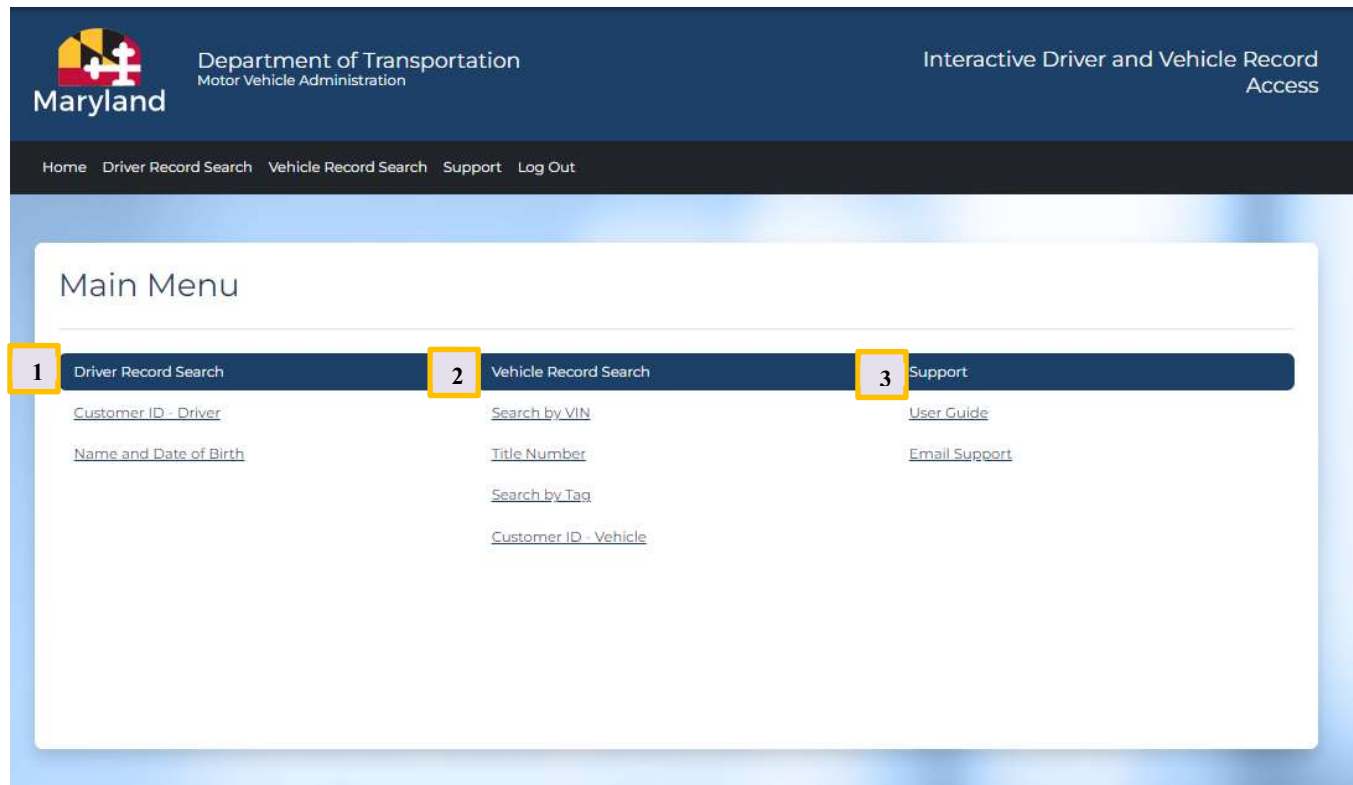 Maryland
Department of Transportation
Motor Vehicle Administration
Interactive Driver and Vehicle Record
Access
Home Driver Record Search Vehicle Record Search Support Log Out
Main Menu
1 Driver Record Search
Customer ID - Driver
Name and Date of Birth
2 Vehicle Record Search
Search by VIN
Title Number
Search by Tag
Customer ID - Vehicle
3 Support
User Guide
Email Support